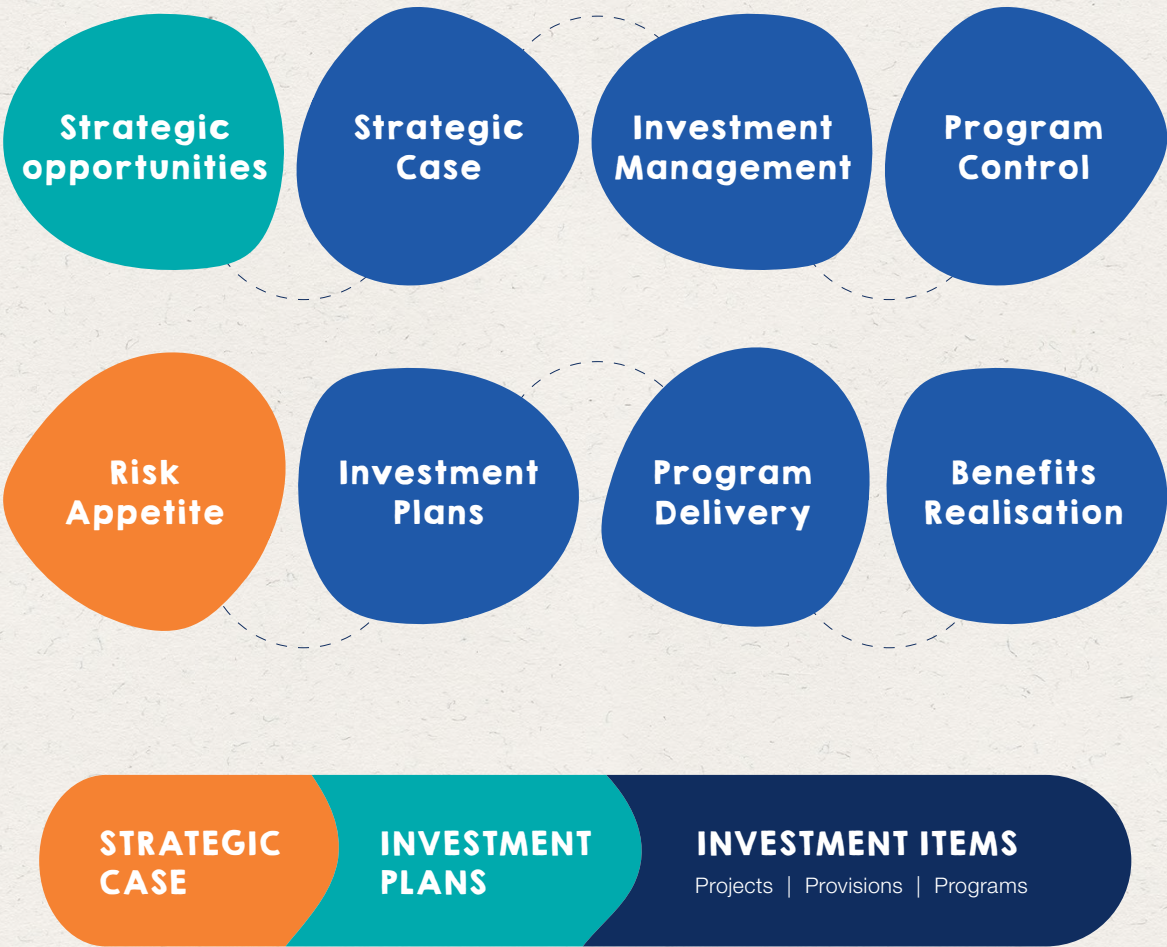 Strategic
opportunities
Strategic
Case
Investment
Management
Program
Control
Risk
Appetite
Investment
Plans
Program
Delivery
Benefits
Realisation
STRATEGIC
CASE
INVESTMENT
PLANS
INVESTMENT ITEMS
Projects | Provisions | Programs